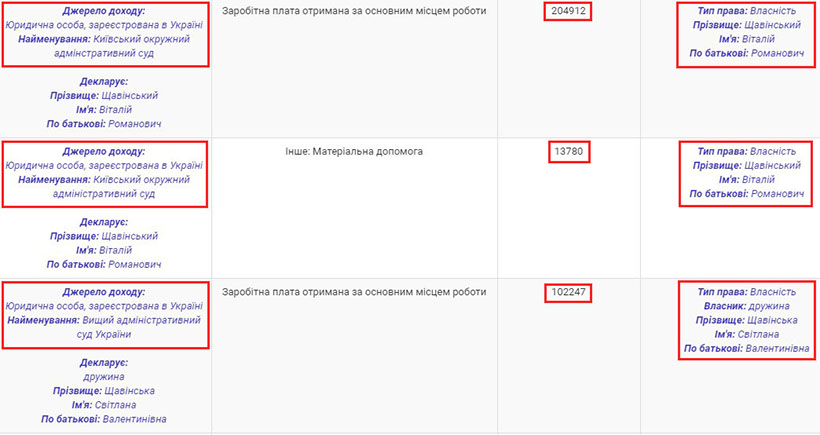 Джерело доходу:
Юридична особа, зареєстрована в Україні
Найменування: Київський окружний
адмінстративний суд
Декларує:
Прізвище: Щавінський
Ім'я: Віталій
По батькові: Романович
Заробітна плата отримана за основним місцем роботи
204912
Тип права: Власність
Прізвище: Щавінський
Ім'я: Віталій
По батькові: Романович
Джерело доходу:
Юридична особа, зареєстрована в Україні
Найменування: Київський окружний
адміністративний суд
Декларує:
Прізвище: Щавінський
Ім'я: Віталій
По батькові: Романович
Інше: Матеріальна допомога
13780
Тип права: Власність
Прізвище: Щавінський
Ім'я: Віталій
По батькові: Романович
Джерело доходу:
Юридична особа, зареєстрована в Україні
Найменування: Вищий адміністративний
суд України
Декларує:
дружина
Прізвище: Щавінська
Ім'я: Світлана
По батькові: Валентинівна
Заробітна плата отримана за основним місцем роботи
102247
Тип права: Власність
Власник: дружина
Прізвище: Щавінська
Ім'я: Світлана
По батькові: Валентинівна